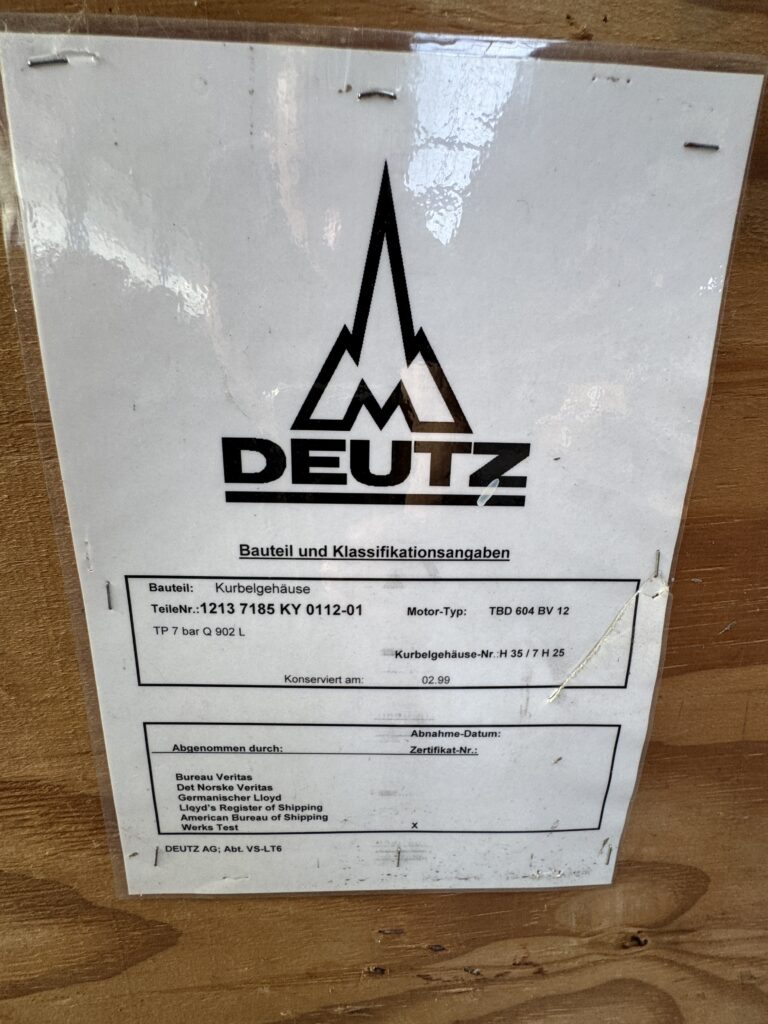 DEUTZ
Bauteil und Klassifikationsangaben
Bauteil: Kurbelgehäuse
TeileNr.:1213 7185 KY 0112-01 Motor-Typ: TBD 604 BV 12
TP 7 bar Q 902 L
Kurbelgehäuse-Nr.:H 35 / 7 H 25
Konserviert am: 02.99
Abnahme-Datum:
Abgenommen durch: Zertifikat-Nr.:
Bureau Veritas
Det Norske Veritas
Germanischer Lloyd
Lloyd's Register of Shipping
American Bureau of Shipping
Werks Test x
DEUTZ AG; Abt. VS-LT6